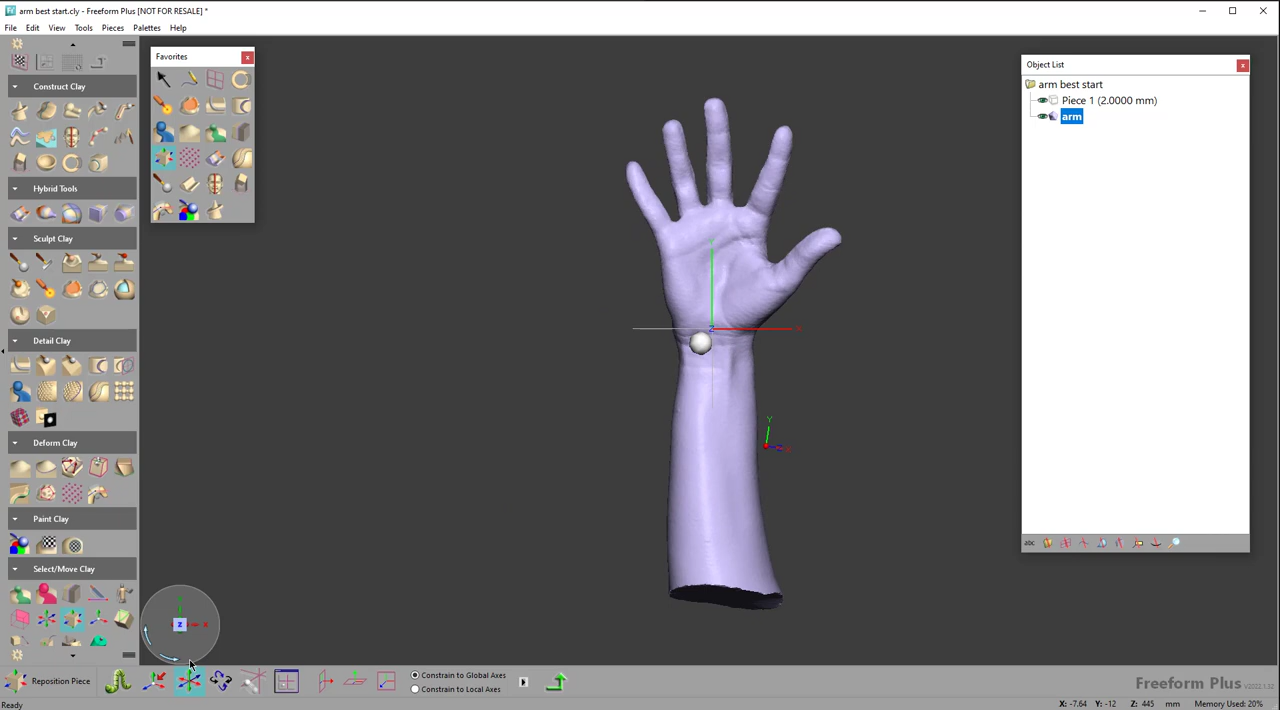 arm best start.cly - Freeform Plus [NOT FOR RESALE] *
File Edit View Tools Pieces Palettes Help
Favorites
Object List
arm best start
Piece 1 (2.0000 mm)
arm
Construct Clay
Hybrid Tools
Sculpt Clay
Detail Clay
Deform Clay
Paint Clay
Select/Move Clay
Y
Z
Z
X
abc
Reposition Piece
Constrain to Global Axes
Constrain to Local Axes
Freeform Plus
Ready
X: -7.64 Y: -12 Z: 445 mm Memory Used: 20%